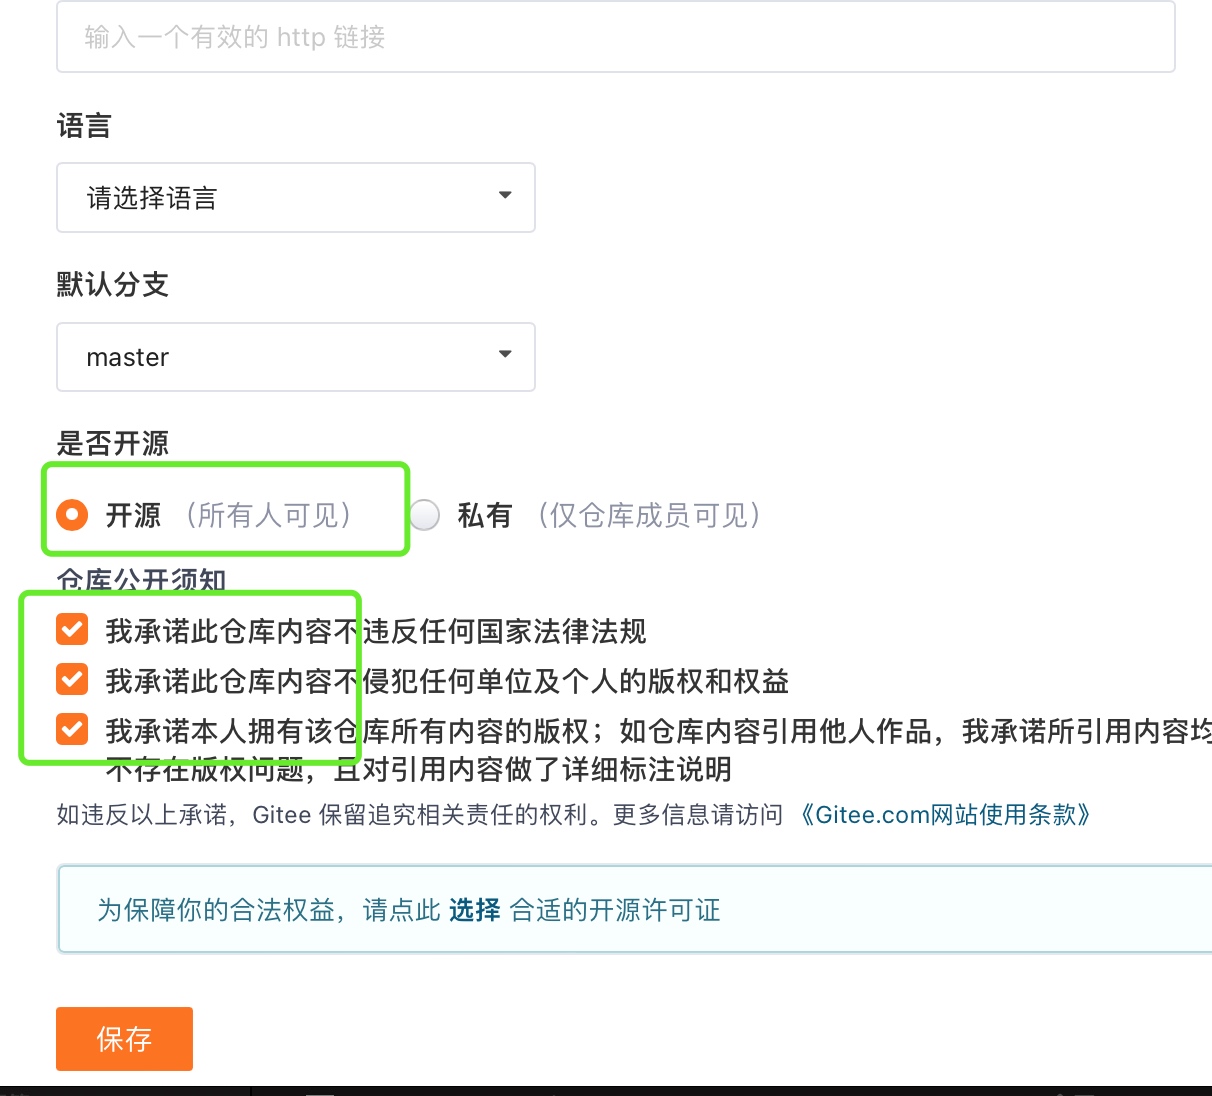 输入一个有效的 http 链接
语言
请选择语言
默认分支
master
是否开源
开源 （所有人可见） 私有 （仅仓库成员可见）
仓库公开须知
我承诺此仓库内容不违反任何国家法律法规
我承诺此仓库内容不侵犯任何单位及个人的版权和权益
我承诺本人拥有该仓库所有内容的版权；如仓库内容引用他人作品，我承诺所引用内容均
不存在版权问题，且对引用内容做了详细标注说明
如违反以上承诺，Gitee 保留追究相关责任的权利。更多信息请访问 《Gitee.com网站使用条款》
为保障你的合法权益，请点此 选择 合适的开源许可证
保存